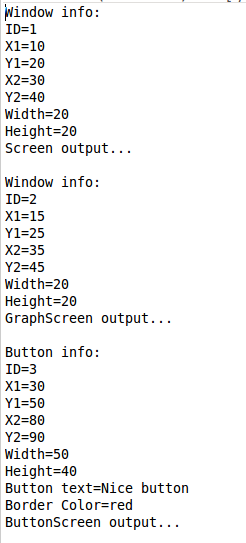 Window info:
ID=1
X1=10
Y1=20
X2=30
Y2=40
Width=20
Height=20
Screen output...

Window info:
ID=2
X1=15
Y1=25
X2=35
Y2=45
Width=20
Height=20
GraphScreen output...

Button info:
ID=3
X1=30
Y1=50
X2=80
Y2=90
Width=50
Height=40
Button text=Nice button
Border Color=red
ButtonScreen output...